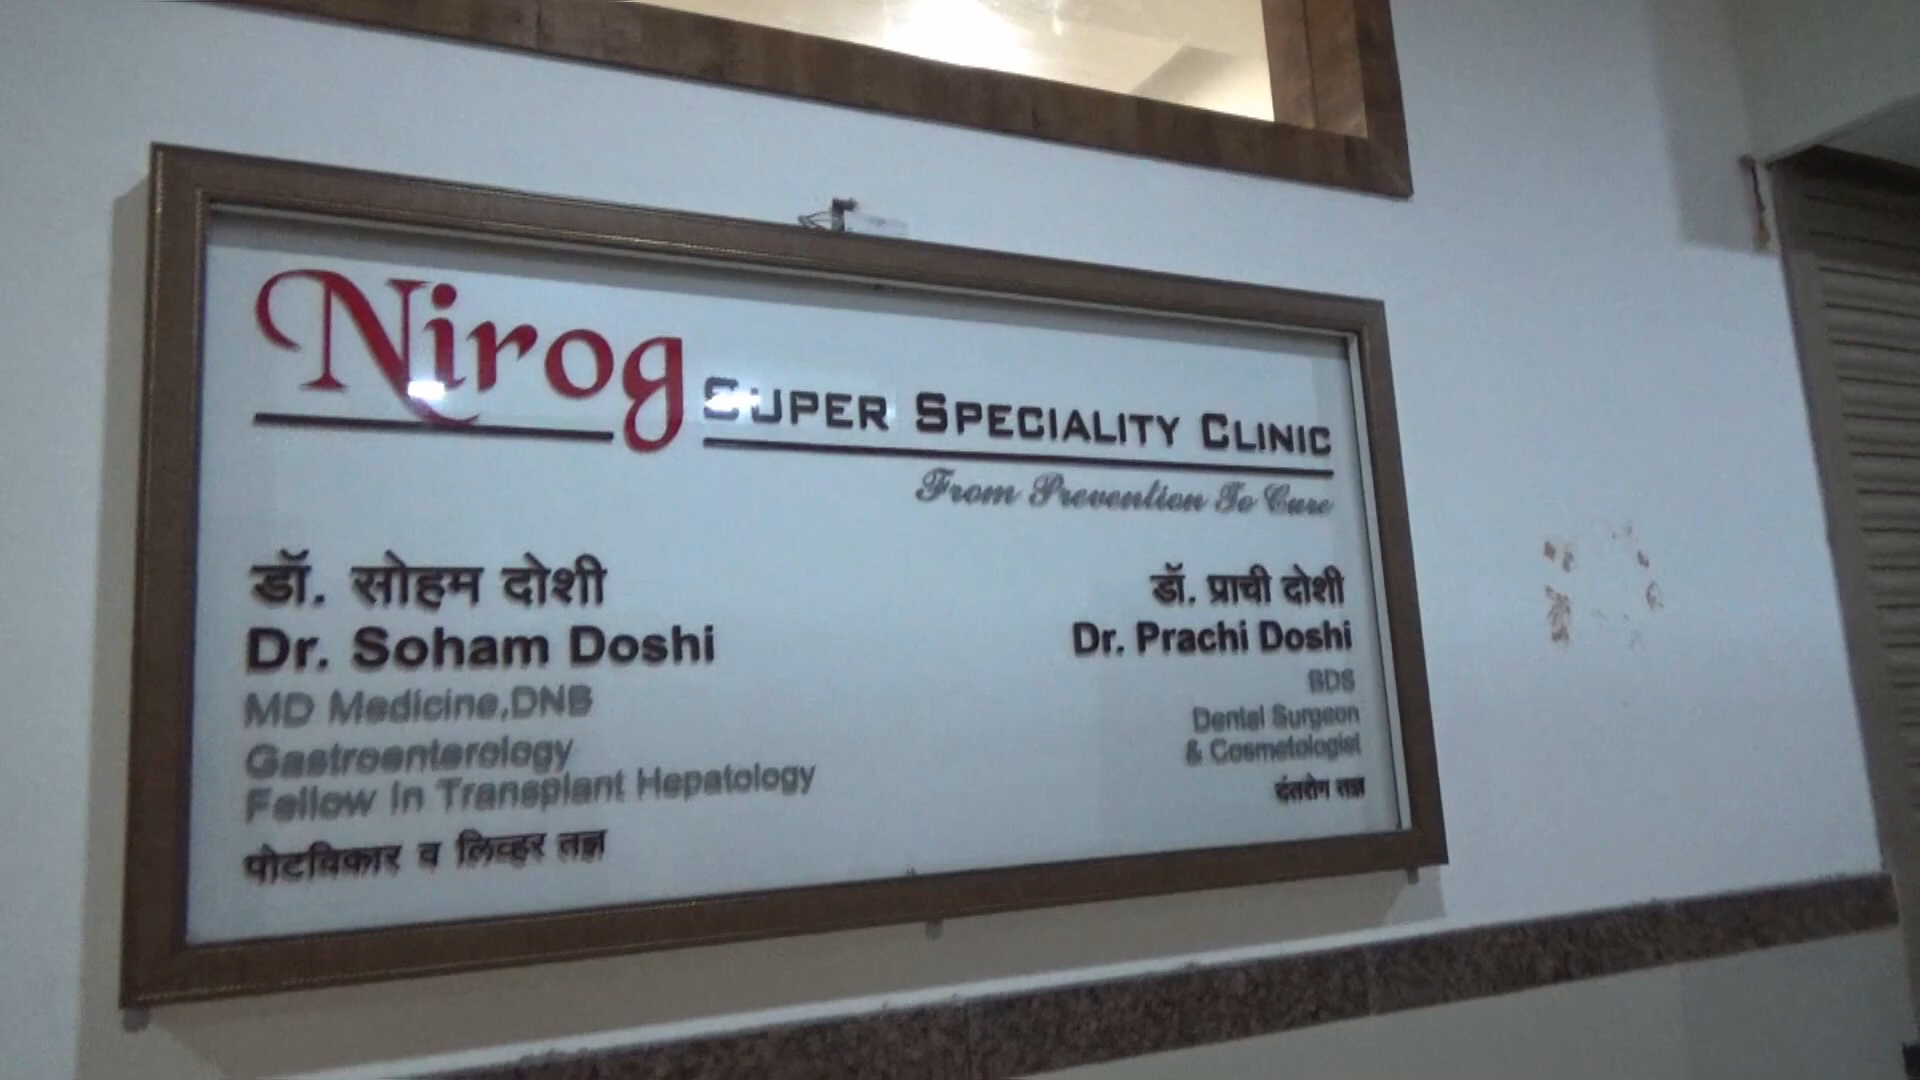 Nirog SUPER SPECIALITY CLINIC
From Prevention To Cure
डॉ. सोहम दोशी
Dr. Soham Doshi
MD Medicine,DNB
Gastroenterology
Fellow In Transplant Hepatology
पोटविकार व लिव्हर तज्ञ
डॉ. प्राची दोशी
Dr. Prachi Doshi
BDS
Dental Surgeon
& Cosmetologist
दंतरोग तज्ञ